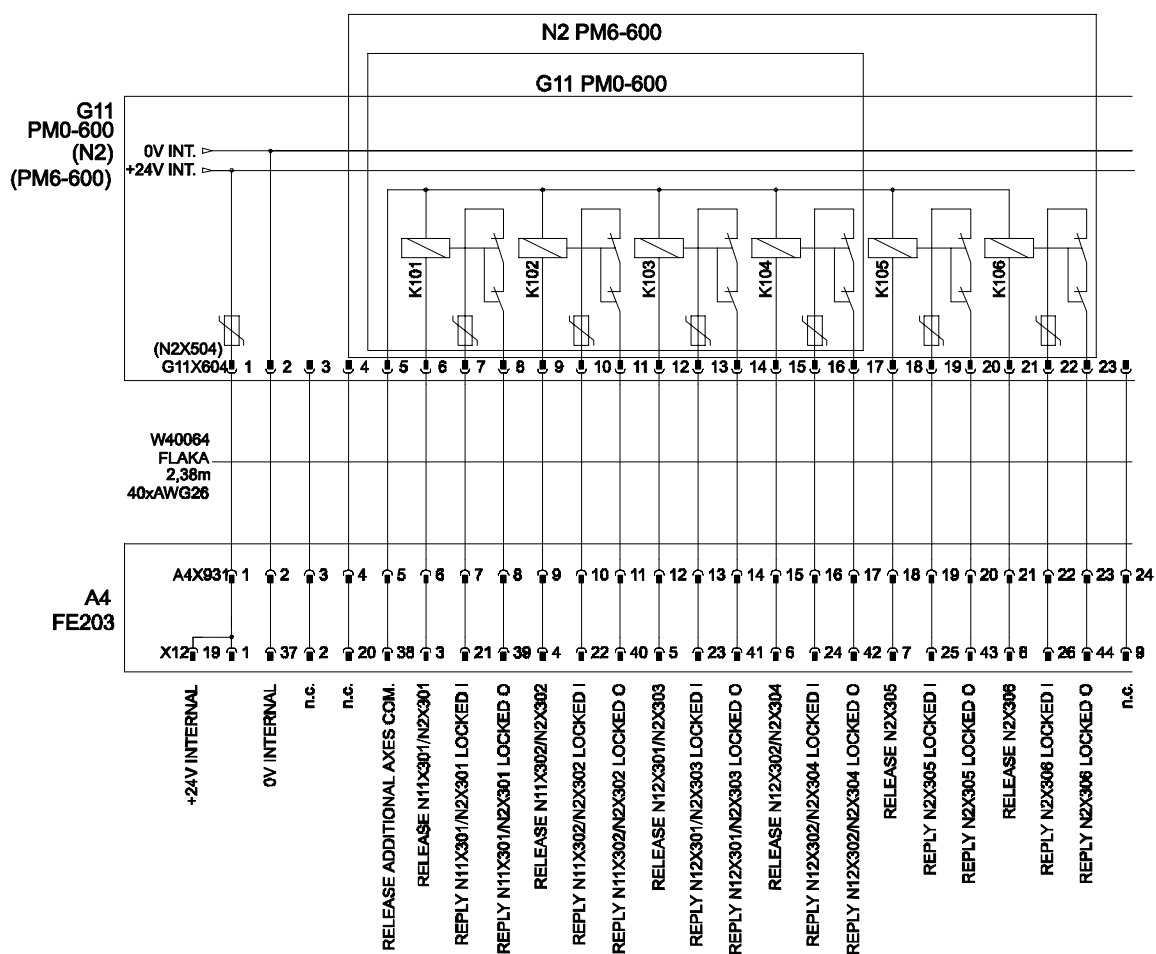 N2 PM6-600
G11 PM0-600
G11
PM0-600
(N2)
(PM6-600)
0V INT.
+24V INT.
K101 K102 K103 K104 K105 K106
(N2X504)
G11X604 1 2 3 4 5 6 7 8 9 10 11 12 13 14 15 16 17 18 19 20 21 22 23
W40064
FLAKA
2,38m
40xAWG26
A4X931 1 2 3 4 5 6 7 8 9 10 11 12 13 14 15 16 17 18 19 20 21 22 23 24
A4
FE203
X12 19 1 37 2 20 38 3 21 39 4 22 40 5 23 41 6 24 42 7 25 43 8 26 44 9
+24V INTERNAL
0V INTERNAL
n.c.
n.c.
RELEASE ADDITIONAL AXES COM.
RELEASE N11X301/N2X301
REPLY N11X301/N2X301 LOCKED I
REPLY N11X301/N2X301 LOCKED O
RELEASE N11X302/N2X302
REPLY N11X302/N2X302 LOCKED I
REPLY N11X302/N2X302 LOCKED O
RELEASE N12X301/N2X303
REPLY N12X301/N2X303 LOCKED I
REPLY N12X301/N2X303 LOCKED O
RELEASE N12X302/N2X304
REPLY N12X302/N2X304 LOCKED I
REPLY N12X302/N2X304 LOCKED O
RELEASE N2X305
REPLY N2X305 LOCKED I
REPLY N2X305 LOCKED O
RELEASE N2X306
REPLY N2X306 LOCKED I
REPLY N2X306 LOCKED O
n.c.